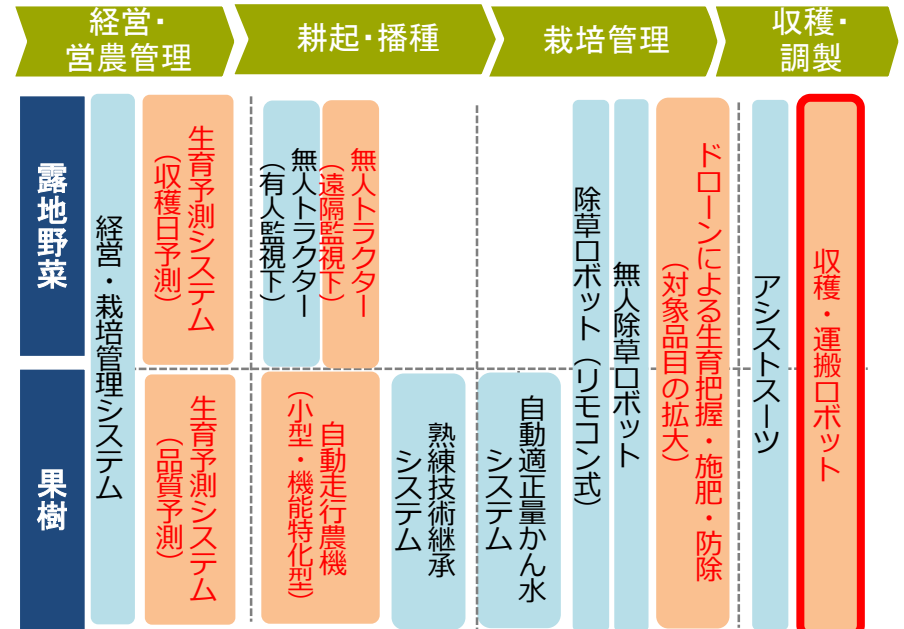 経営・
営農管理
耕起・播種
栽培管理
収穫・
調製
露地野菜
果樹
経営・栽培管理システム
生育予測システム
（収穫日予測）
生育予測システム
（品質予測）
無人トラクター
（有人監視下）
無人トラクター
（遠隔監視下）
自動走行農機
（小型・機能特化型）
熟練技術継承
システム
自動適正量かん水
システム
除草ロボット（リモコン式）
無人除草ロボット
ドローンによる生育把握・施肥・防除
（対象品目の拡大）
アシストスーツ
収穫・運搬ロボット